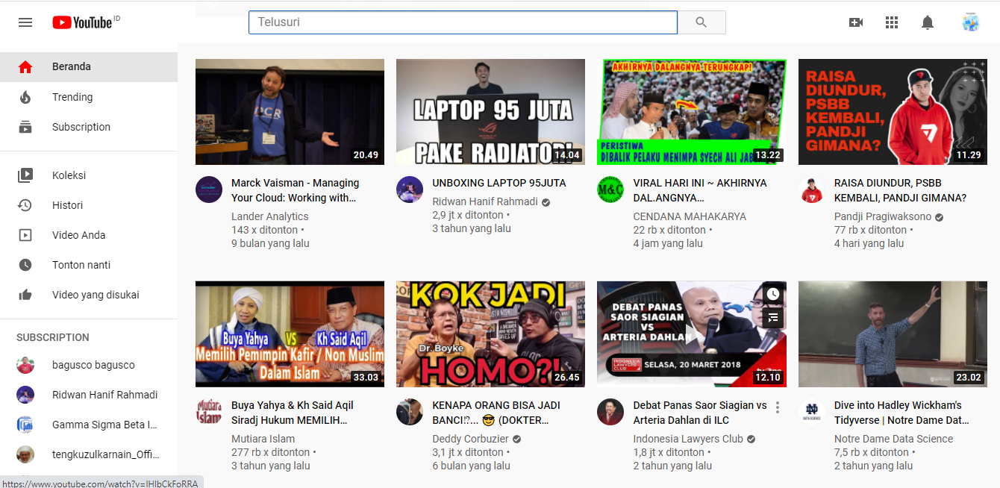 YouTube ID
Telusuri
Beranda
Trending
Subscription
Koleksi
Histori
Video Anda
Tonton nanti
Video yang disukai
SUBSCRIPTION
bagusco bagusco
Ridwan Hanif Rahmadi
Gamma Sigma Beta I...
tengkuzulkarnain_Offi...
DCR
20.49
Marck Vaisman - Managing
Your Cloud: Working with...
Lander Analytics
143 x ditonton •
9 bulan yang lalu
LAPTOP 95 JUTA
PAKE RADIATOR!
14.04
UNBOXING LAPTOP 95JUTA
Ridwan Hanif Rahmadi
2,9 jt x ditonton •
3 tahun yang lalu
AKHIRNYA DALANGNYA TERUNGKAP!
PERISTIWA
DIBALIK PELAKU MENIMPA SYECH ALI JAB
13.22
M&C
VIRAL HARI INI ~ AKHIRNYA
DAL.ANGNYA...
CENDANA MAHAKARYA
22 rb x ditonton •
4 jam yang lalu
RAISA
DIUNDUR,
PSBB
KEMBALI,
PANDJI
GIMANA?
11.29
RAISA DIUNDUR, PSBB
KEMBALI, PANDJI GIMANA?
Pandji Pragiwaksono
77 rb x ditonton •
4 hari yang lalu
Buya Yahya VS Kh Said Aqil
Memilih Pemimpin Kafir / Non Muslim
Dalam Islam
33.03
Mutiara
Islam
Buya Yahya & Kh Said Aqil
Siradj Hukum MEMILIH...
Mutiara Islam
277 rb x ditonton •
3 tahun yang lalu
KOK JADI
Dr. Boyke
HOMO?!
26.45
KENAPA ORANG BISA JADI
BANCI⁉️... 😎 (DOKTER...
Deddy Corbuzier
3,1 jt x ditonton •
6 bulan yang lalu
DEBAT PANAS
SAOR SIAGIAN
VS
ARTERIA DAHLAN
INDONESIA
LAWYERS
CLUB
SELASA, 20 MARET 2018
12.10
Debat Panas Saor Siagian vs
Arteria Dahlan di ILC
Indonesia Lawyers Club
1,8 jt x ditonton •
2 tahun yang lalu
23.02
Dive into Hadley Wickham's
Tidyverse | Notre Dame Dat...
Notre Dame Data Science
7,5 rb x ditonton •
2 tahun yang lalu
https://www.youtube.com/watch?v=IHIbCkFoRRA